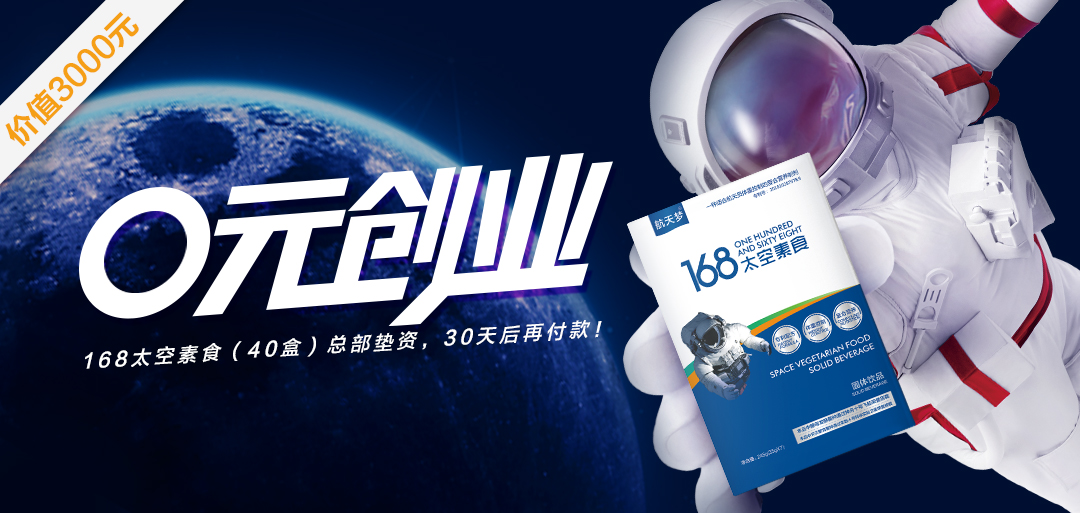 价值3000元
0元创业
168太空素食（40盒）总部垫资，30天后再付款！
航天梦
168
ONE HUNDRED
AND SIXTY EIGHT
太空素食
SPACE VEGETARIAN FOOD
SOLID BEVERAGE
固体饮品
SOLID BEVERAGE